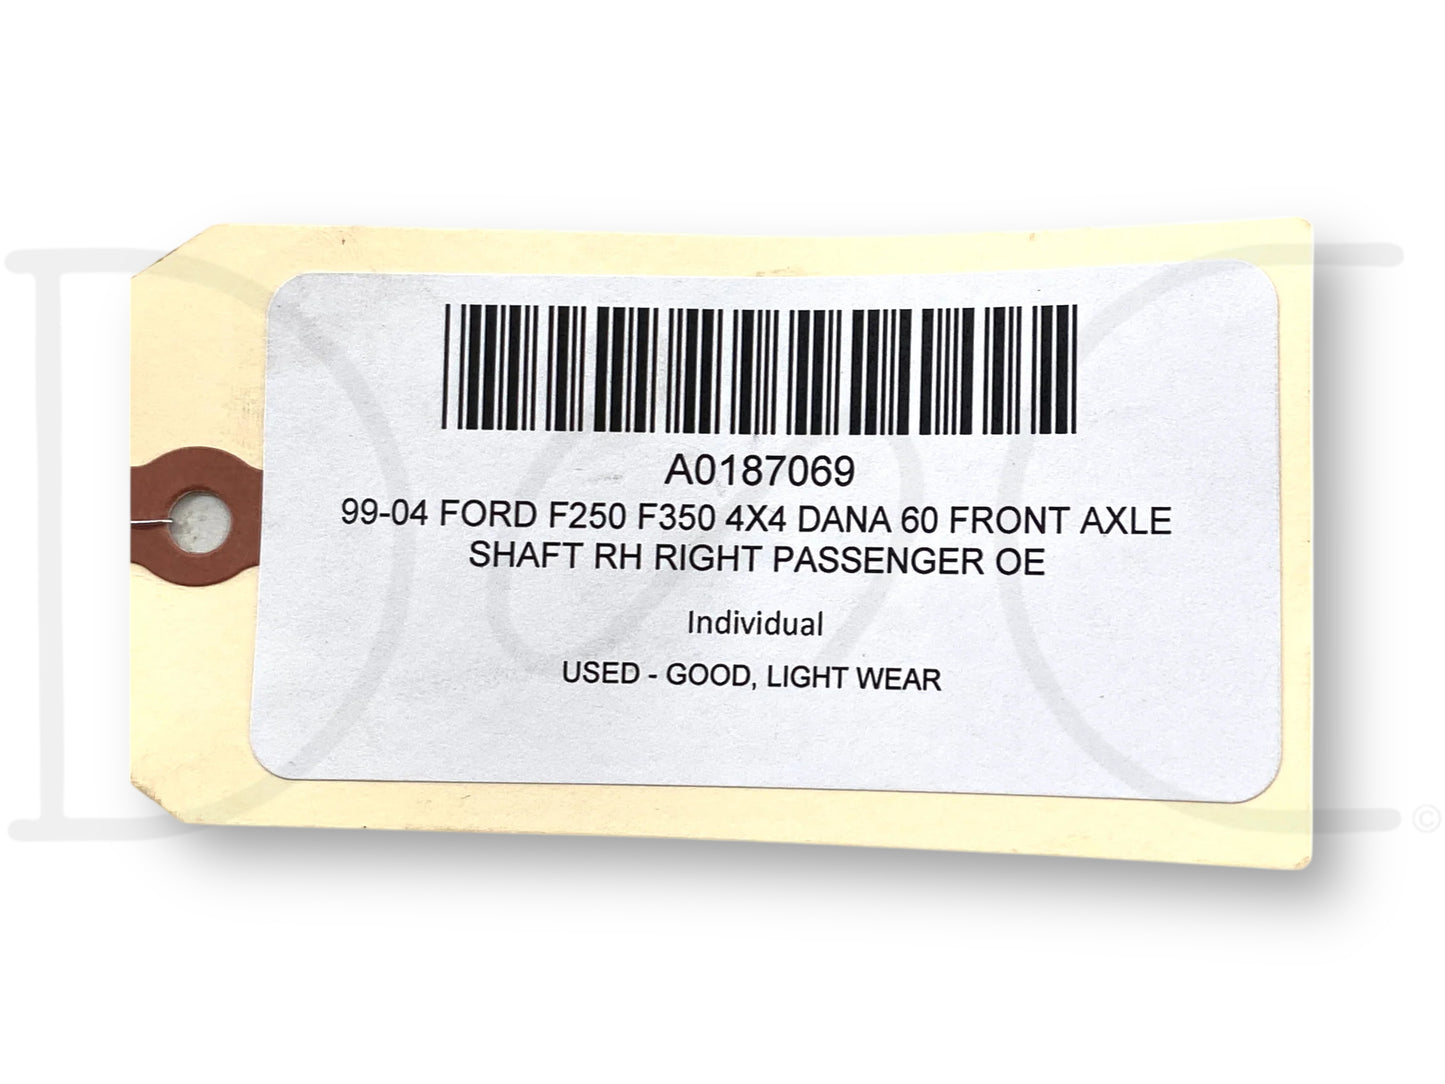 A0187069
99-04 FORD F250 F350 4X4 DANA 60 FRONT AXLE
SHAFT RH RIGHT PASSENGER OE
Individual
USED - GOOD, LIGHT WEAR
©